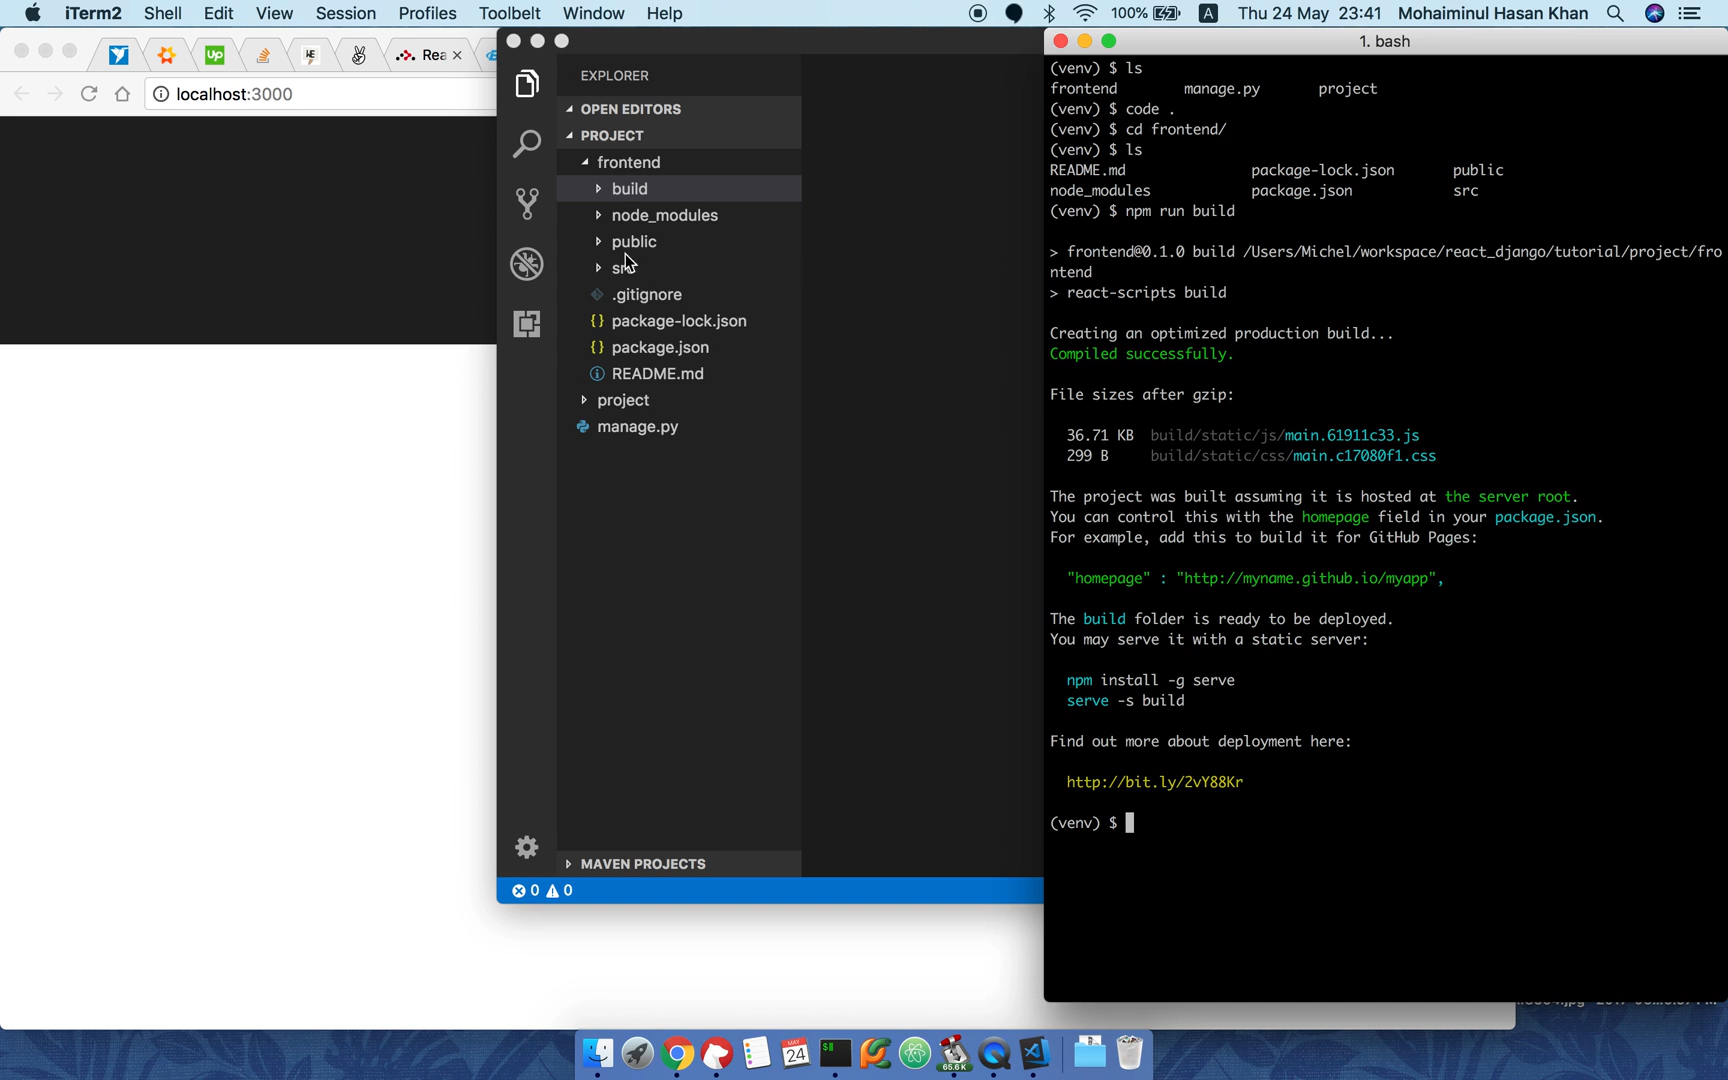 iTerm2 Shell Edit View Session Profiles Toolbelt Window Help
100% A Thu 24 May 23:41 Mohaiminul Hasan Khan
Up
Rea
localhost:3000
EXPLORER
OPEN EDITORS
PROJECT
frontend
build
node_modules
public
src
.gitignore
{} package-lock.json
{} package.json
README.md
project
manage.py
MAVEN PROJECTS
0 0
1. bash
(venv) $ ls
frontend manage.py project
(venv) $ code .
(venv) $ cd frontend/
(venv) $ ls
README.md package-lock.json public
node_modules package.json src
(venv) $ npm run build
> frontend@0.1.0 build /Users/Michel/workspace/react_django/tutorial/project/fro
ntend
> react-scripts build
Creating an optimized production build...
Compiled successfully.
File sizes after gzip:
36.71 KB build/static/js/main.61911c33.js
299 B build/static/css/main.c17080f1.css
The project was built assuming it is hosted at the server root.
You can control this with the homepage field in your package.json.
For example, add this to build it for GitHub Pages:
"homepage" : "http://myname.github.io/myapp",
The build folder is ready to be deployed.
You may serve it with a static server:
npm install -g serve
serve -s build
Find out more about deployment here:
http://bit.ly/2vY88Kr
(venv) $
MAY
24
$
65.6 K